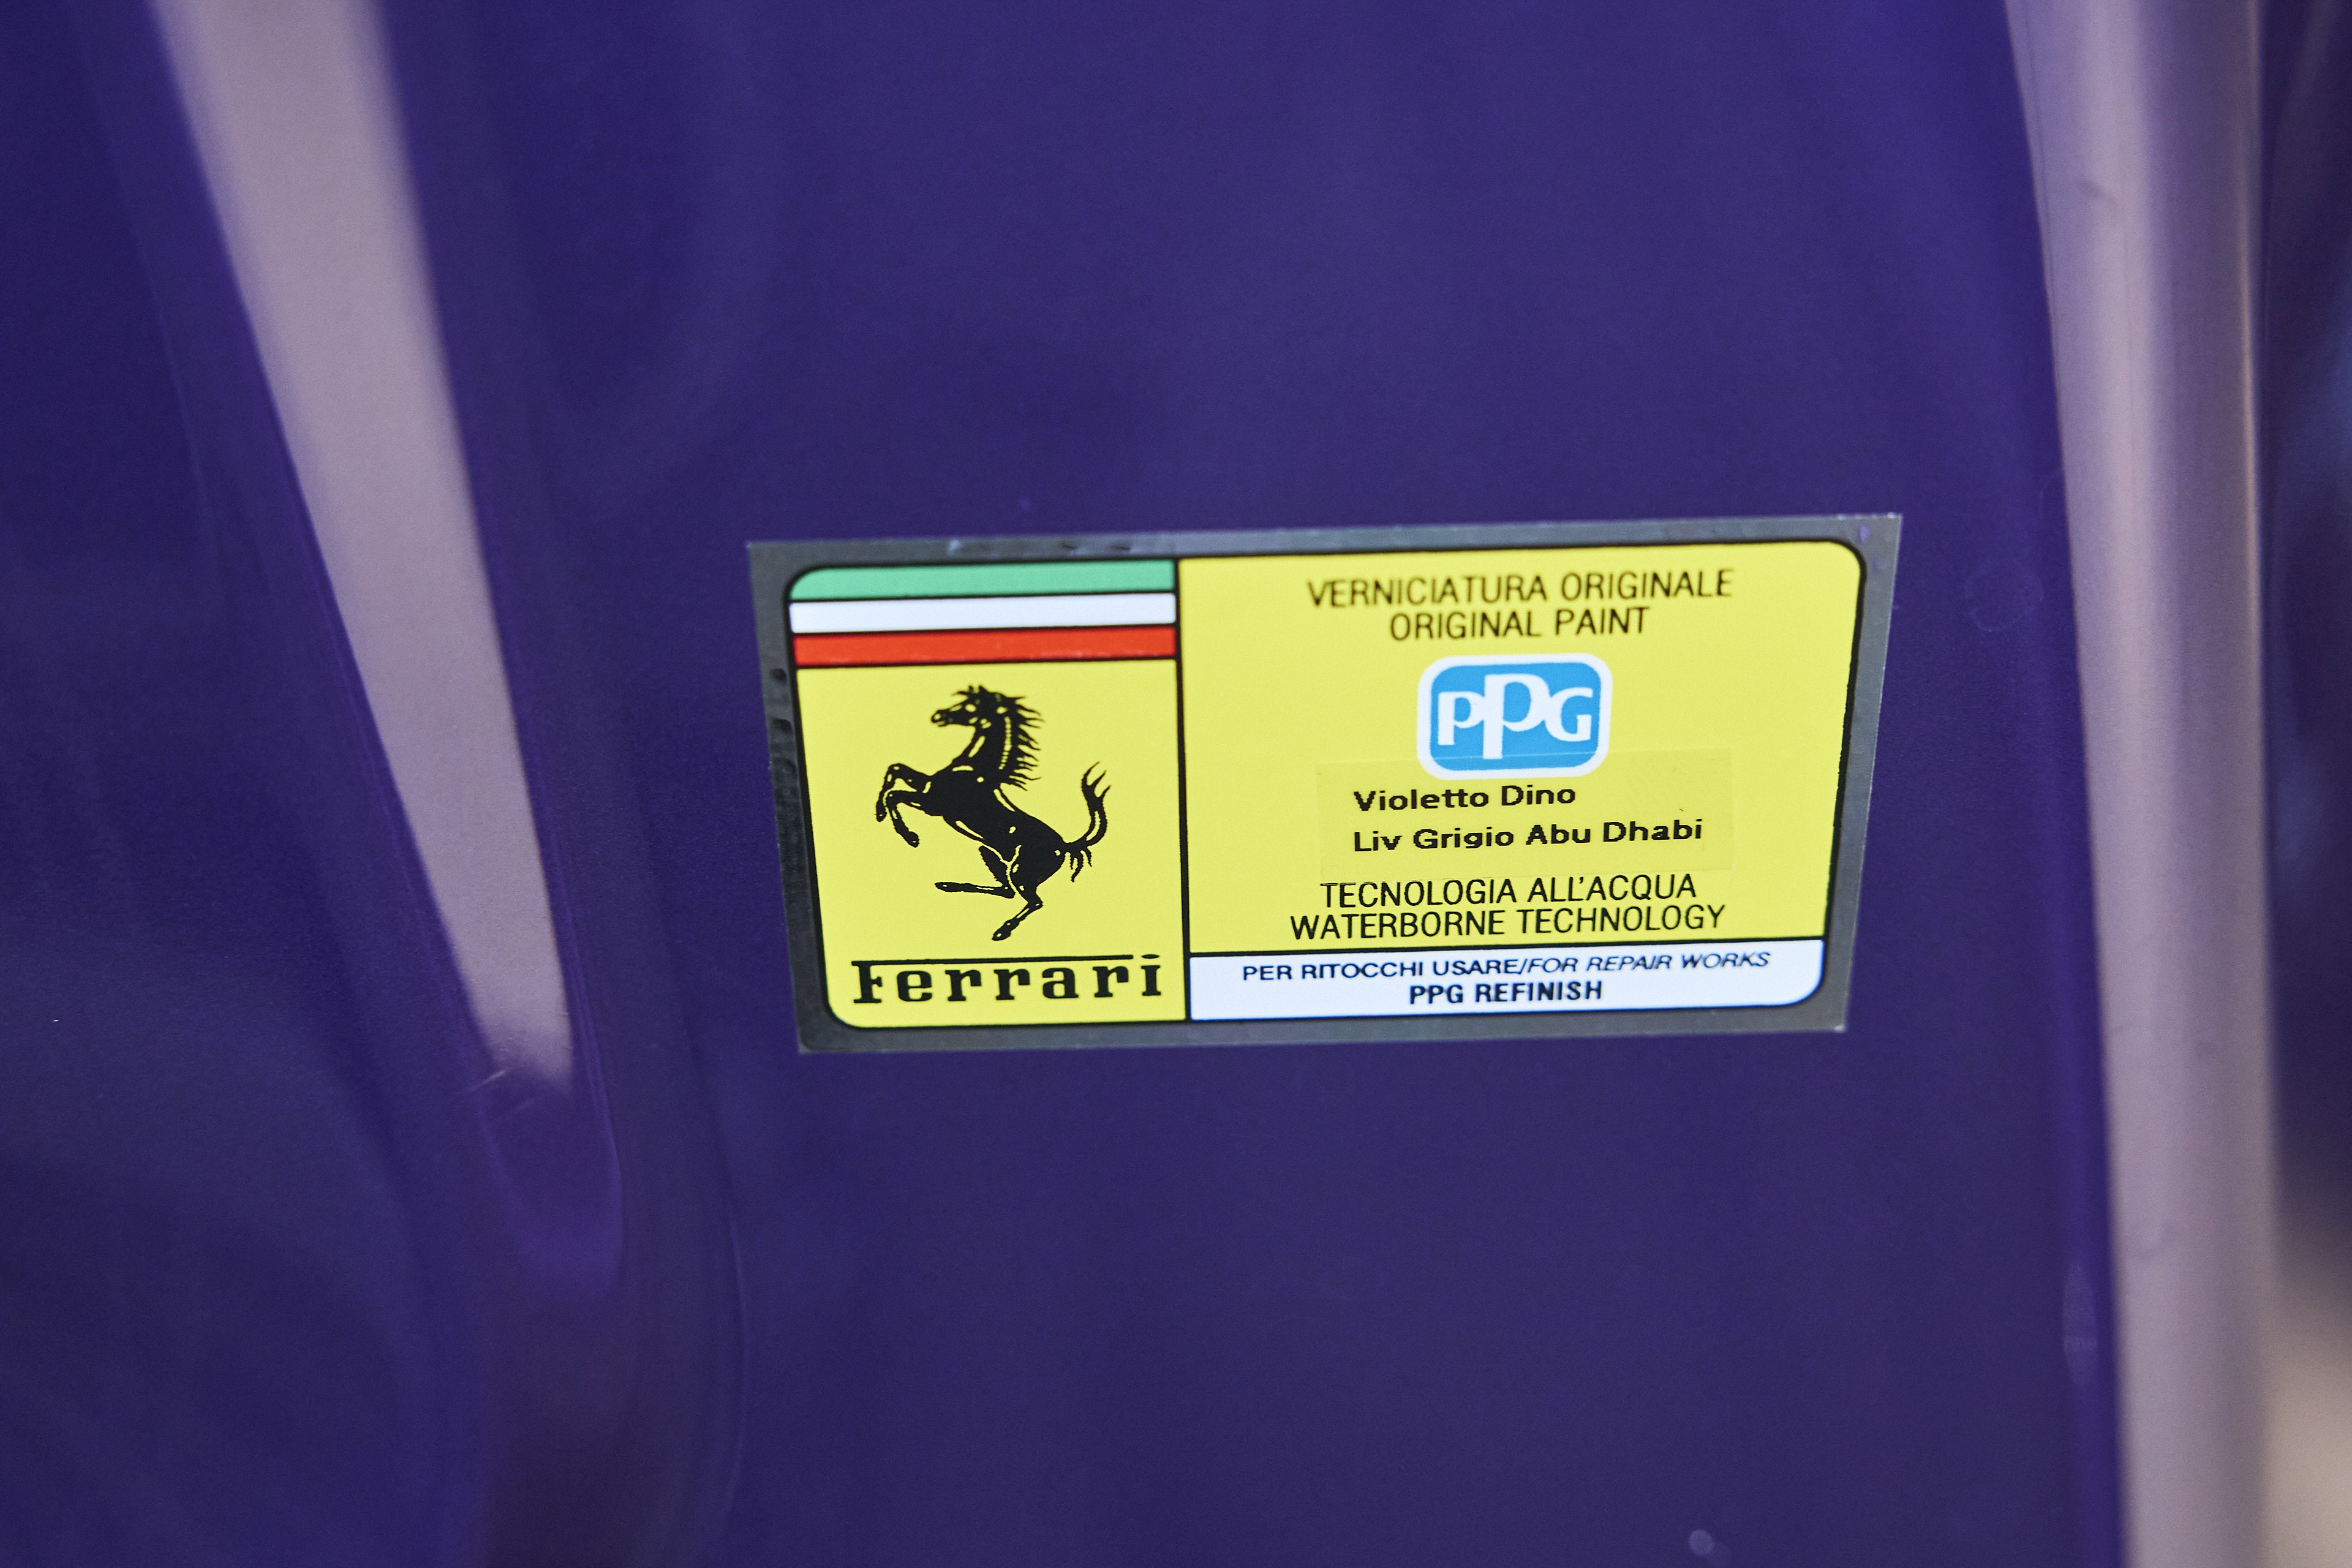 VERNICIATURA ORIGINALE
ORIGINAL PAINT
PPG
Violetto Dino
Liv Grigio Abu Dhabi
TECNOLOGIA ALL'ACQUA
WATERBORNE TECHNOLOGY
Ferrari
PER RITOCCHI USARE/FOR REPAIR WORKS
PPG REFINISH